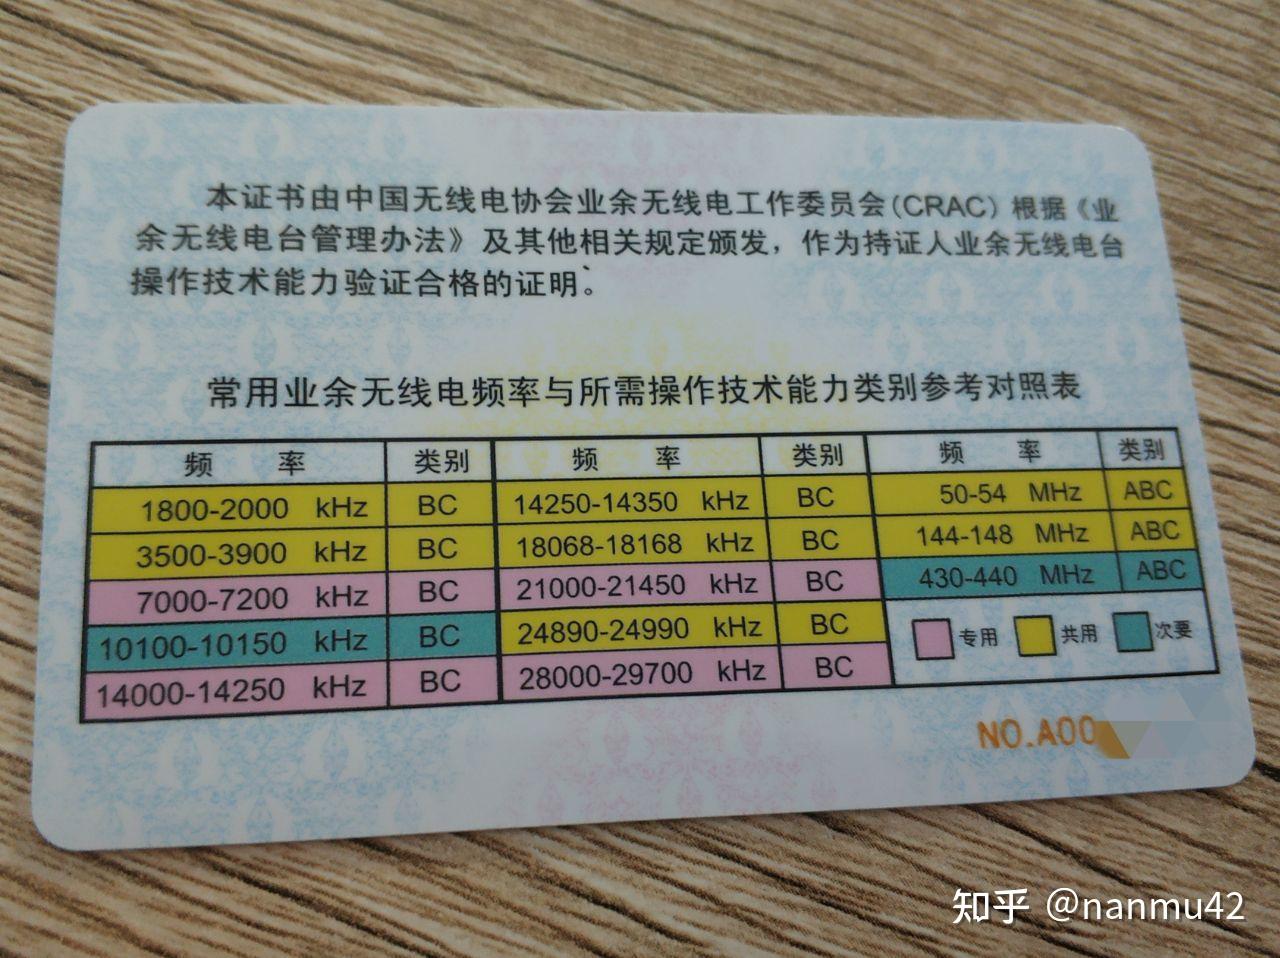 本证书由中国无线电协会业余无线电工作委员会(CRAC)根据《业
余无线电台管理办法》及其他相关规定颁发，作为持证人业余无线电台
操作技术能力验证合格的证明。
常用业余无线电频率与所需操作技术能力类别参考对照表
频 率 类别 频 率 类别 频 率 类别
1800-2000 kHz BC 14250-14350 kHz BC 50-54 MHz ABC
3500-3900 kHz BC 18068-18168 kHz BC 144-148 MHz ABC
7000-7200 kHz BC 21000-21450 kHz BC 430-440 MHz ABC
10100-10150 kHz BC 24890-24990 kHz BC 专用 共用 次要
14000-14250 kHz BC 28000-29700 kHz BC
NO.A00
知乎 @nanmu42